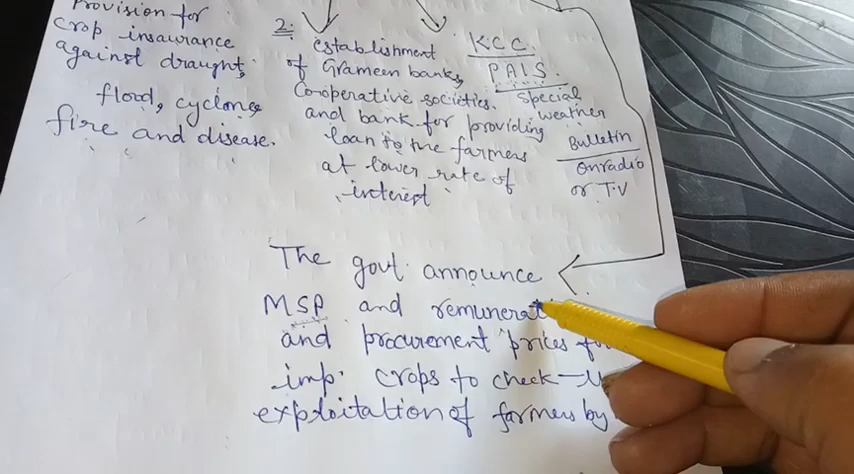 Provision for
crop insaurance
against draught,
flord, cyclone,
fire and disease.
2.
establishment
of Grameen banks,
Cooperative societies.
and bank for providing
loan to the farmers
at lower rate of
interest
KCC.
PAIS.
special
weather
Bulletin
on radio
or T.V
The govt. announce
MSP and remunerat
and procurement prices f
imp. crops to check
exploitation of farmers by